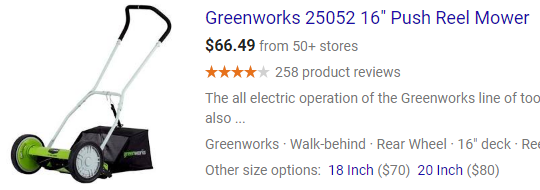 Greenworks 25052 16" Push Reel Mower
$66.49 from 50+ stores
258 product reviews
The all electric operation of the Greenworks line of too
also ...
Greenworks · Walk-behind · Rear Wheel · 16" deck · Ree
Other size options: 18 Inch ($70) 20 Inch ($80)
greenworks